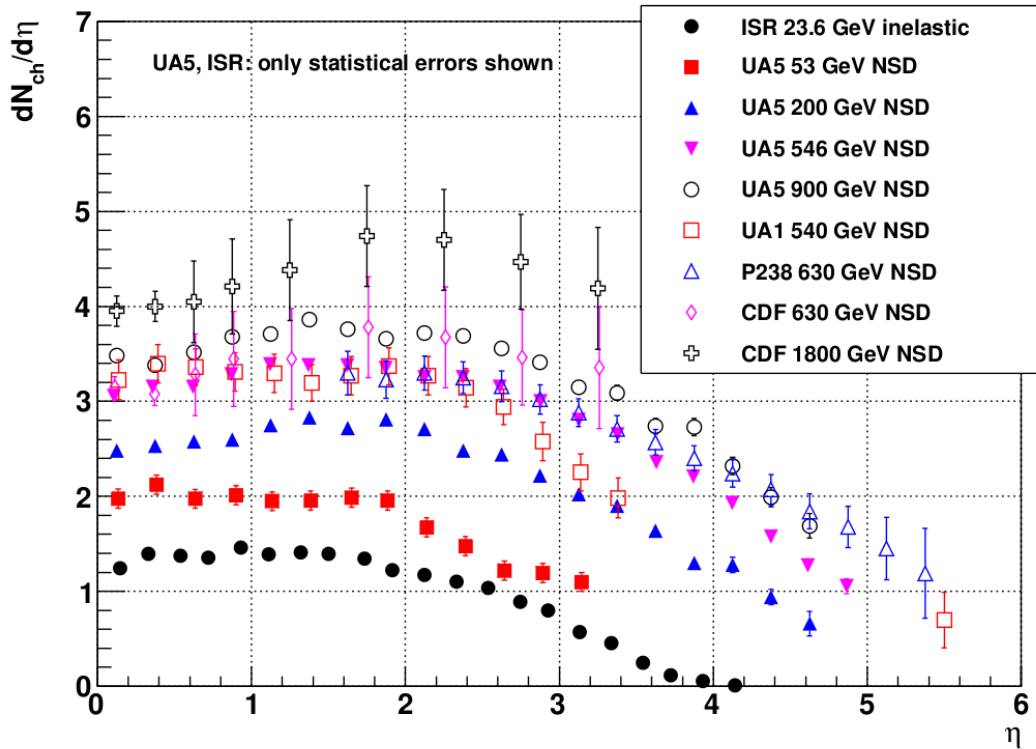 dN_ch/dη
7
6
5
4
3
2
1
0
UA5, ISR: only statistical errors shown
ISR 23.6 GeV inelastic
UA5 53 GeV NSD
UA5 200 GeV NSD
UA5 546 GeV NSD
UA5 900 GeV NSD
UA1 540 GeV NSD
P238 630 GeV NSD
CDF 630 GeV NSD
CDF 1800 GeV NSD
0 1 2 3 4 5 6
η